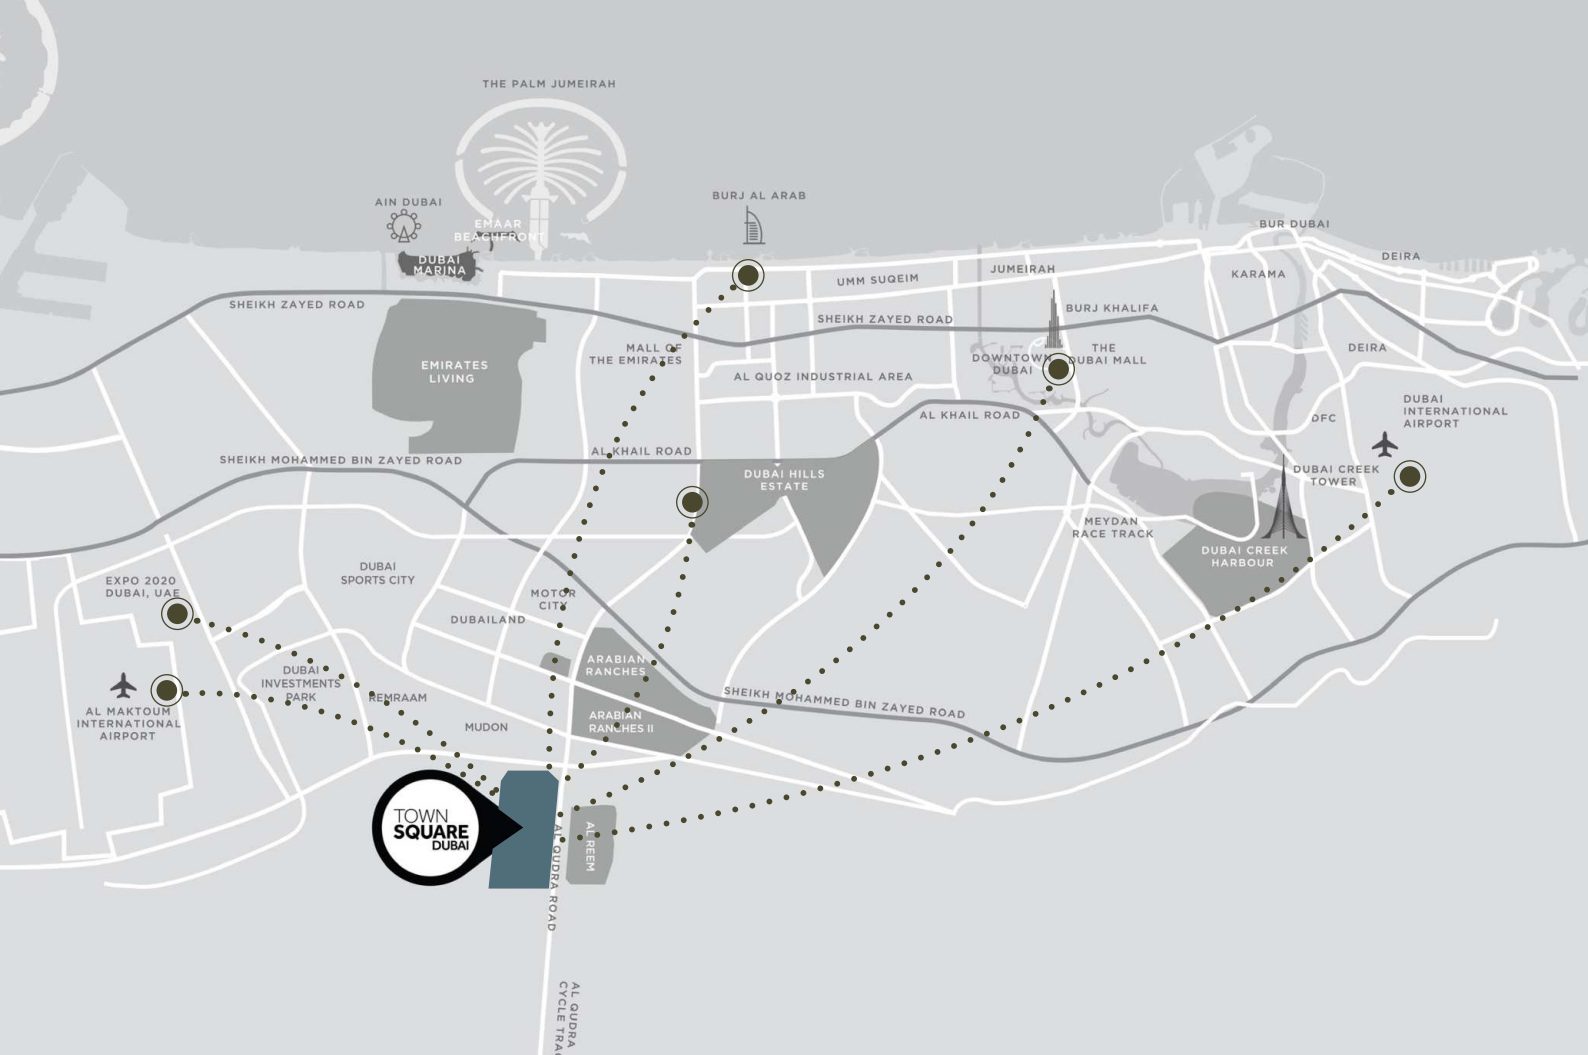 THE PALM JUMEIRAH
AIN DUBAI
BURJ AL ARAB
EMAAR
BEACHFRONT
BUR DUBAI
DUBAI
MARINA
DEIRA
UMM SUQEIM
JUMEIRAH
KARAMA
SHEIKH ZAYED ROAD
SHEIKH ZAYED ROAD
BURJ KHALIFA
MALL OF
THE EMIRATES
DOWNTOWN
DUBAI
THE
DUBAI MALL
DEIRA
EMIRATES
LIVING
AL QUOZ INDUSTRIAL AREA
AL KHAIL ROAD
DFC
DUBAI
INTERNATIONAL
AIRPORT
SHEIKH MOHAMMED BIN ZAYED ROAD
AL KHAIL ROAD
DUBAI HILLS
ESTATE
DUBAI CREEK
TOWER
MEYDAN
RACE TRACK
DUBAI CREEK
HARBOUR
EXPO 2020
DUBAI, UAE
DUBAI
SPORTS CITY
MOTOR
CITY
DUBAILAND
ARABIAN
RANCHES
DUBAI
INVESTMENTS
PARK
REMRAAM
SHEIKH MOHAMMED BIN ZAYED ROAD
AL MAKTOUM
INTERNATIONAL
AIRPORT
MUDON
ARABIAN
RANCHES II
TOWN
SQUARE
DUBAI
AL REEM
AL QUDRA ROAD
AL QUDRA